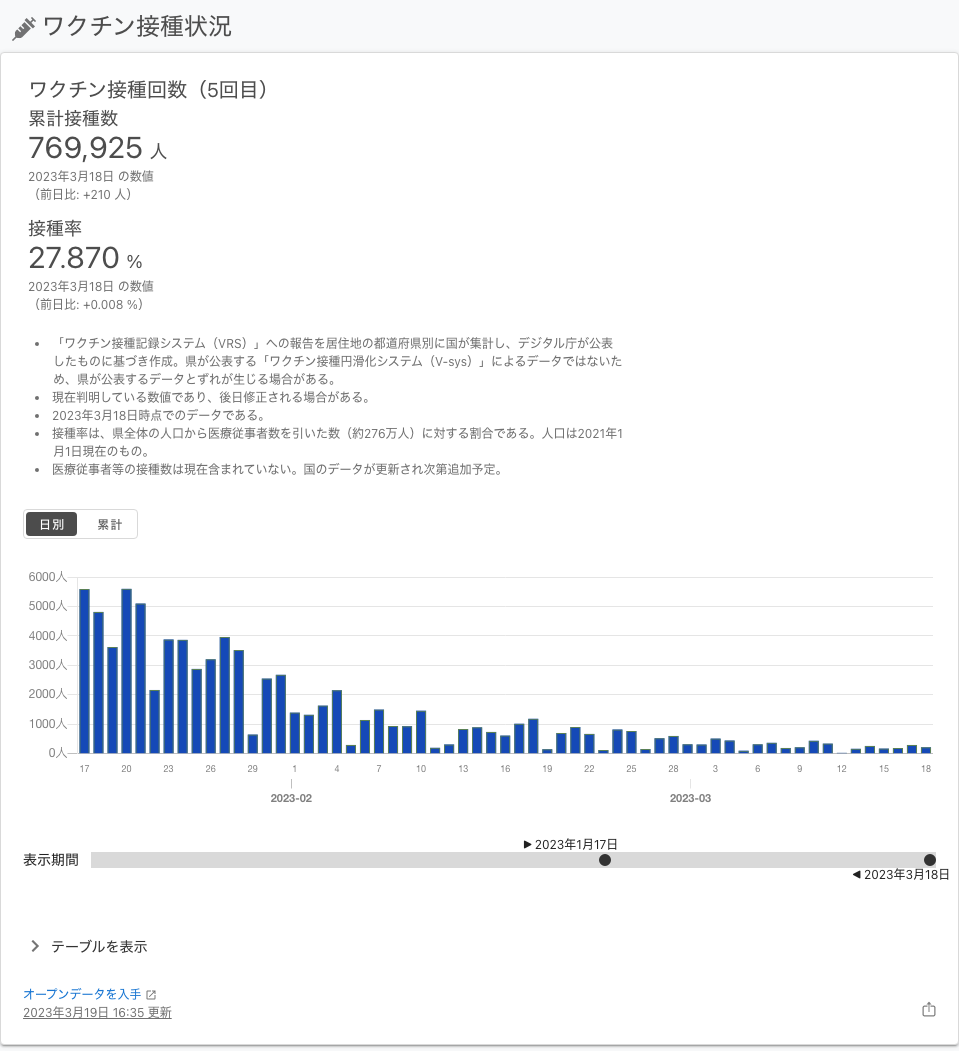 ワクチン接種状況
ワクチン接種回数（5回目）
累計接種数
769,925 人
2023年3月18日 の数値
（前日比: +210 人）
接種率
27.870 %
2023年3月18日 の数値
（前日比: +0.008 %）
• 「ワクチン接種記録システム（VRS）」への報告を居住地の都道府県別に国が集計し、デジタル庁が公表
したものに基づき作成。県が公表する「ワクチン接種円滑化システム（V-sys）」によるデータではないた
め、県が公表するデータとずれが生じる場合がある。
• 現在判明している数値であり、後日修正される場合がある。
• 2023年3月18日時点でのデータである。
• 接種率は、県全体の人口から医療従事者数を引いた数（約276万人）に対する割合である。人口は2021年1
月1日現在のもの。
• 医療従事者等の接種数は現在含まれていない。国のデータが更新され次第追加予定。
日別 累計
6000人
5000人
4000人
3000人
2000人
1000人
0人
17 20 23 26 29 1 4 7 10 13 16 19 22 25 28 3 6 9 12 15 18
2023-02 2023-03
▶ 2023年1月17日
表示期間
◀ 2023年3月18日
テーブルを表示
オープンデータを入手
2023年3月19日 16:35 更新